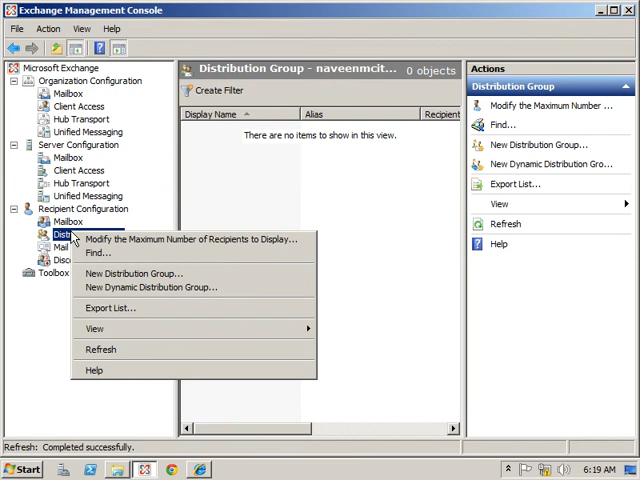 Exchange Management Console
File Action View Help
Microsoft Exchange
Organization Configuration
Mailbox
Client Access
Hub Transport
Unified Messaging
Server Configuration
Mailbox
Client Access
Hub Transport
Unified Messaging
Recipient Configuration
Mailbox
Distr
Mail
Disc
Toolbox
Distribution Group - naveenmcit... 0 objects
Create Filter
Display Name Alias Recipient
There are no items to show in this view.
Modify the Maximum Number of Recipients to Display...
Find...
New Distribution Group...
New Dynamic Distribution Group...
Export List...
View
Refresh
Help
Actions
Distribution Group
Modify the Maximum Number ...
Find...
New Distribution Group...
New Dynamic Distribution Gro...
Export List...
View
Refresh
Help
Refresh: Completed successfully.
Start
6:19 AM